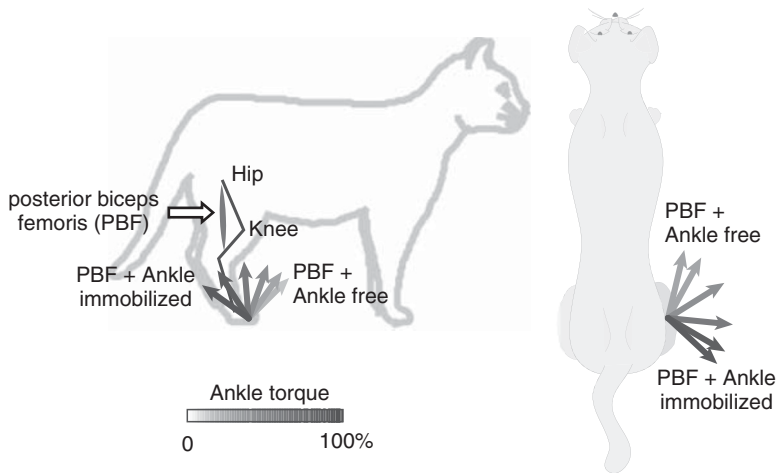 Hip
posterior biceps
femoris (PBF)
Knee
PBF + Ankle
immobilized
PBF +
Ankle free
PBF +
Ankle free
PBF + Ankle
immobilized
Ankle torque
0
100%